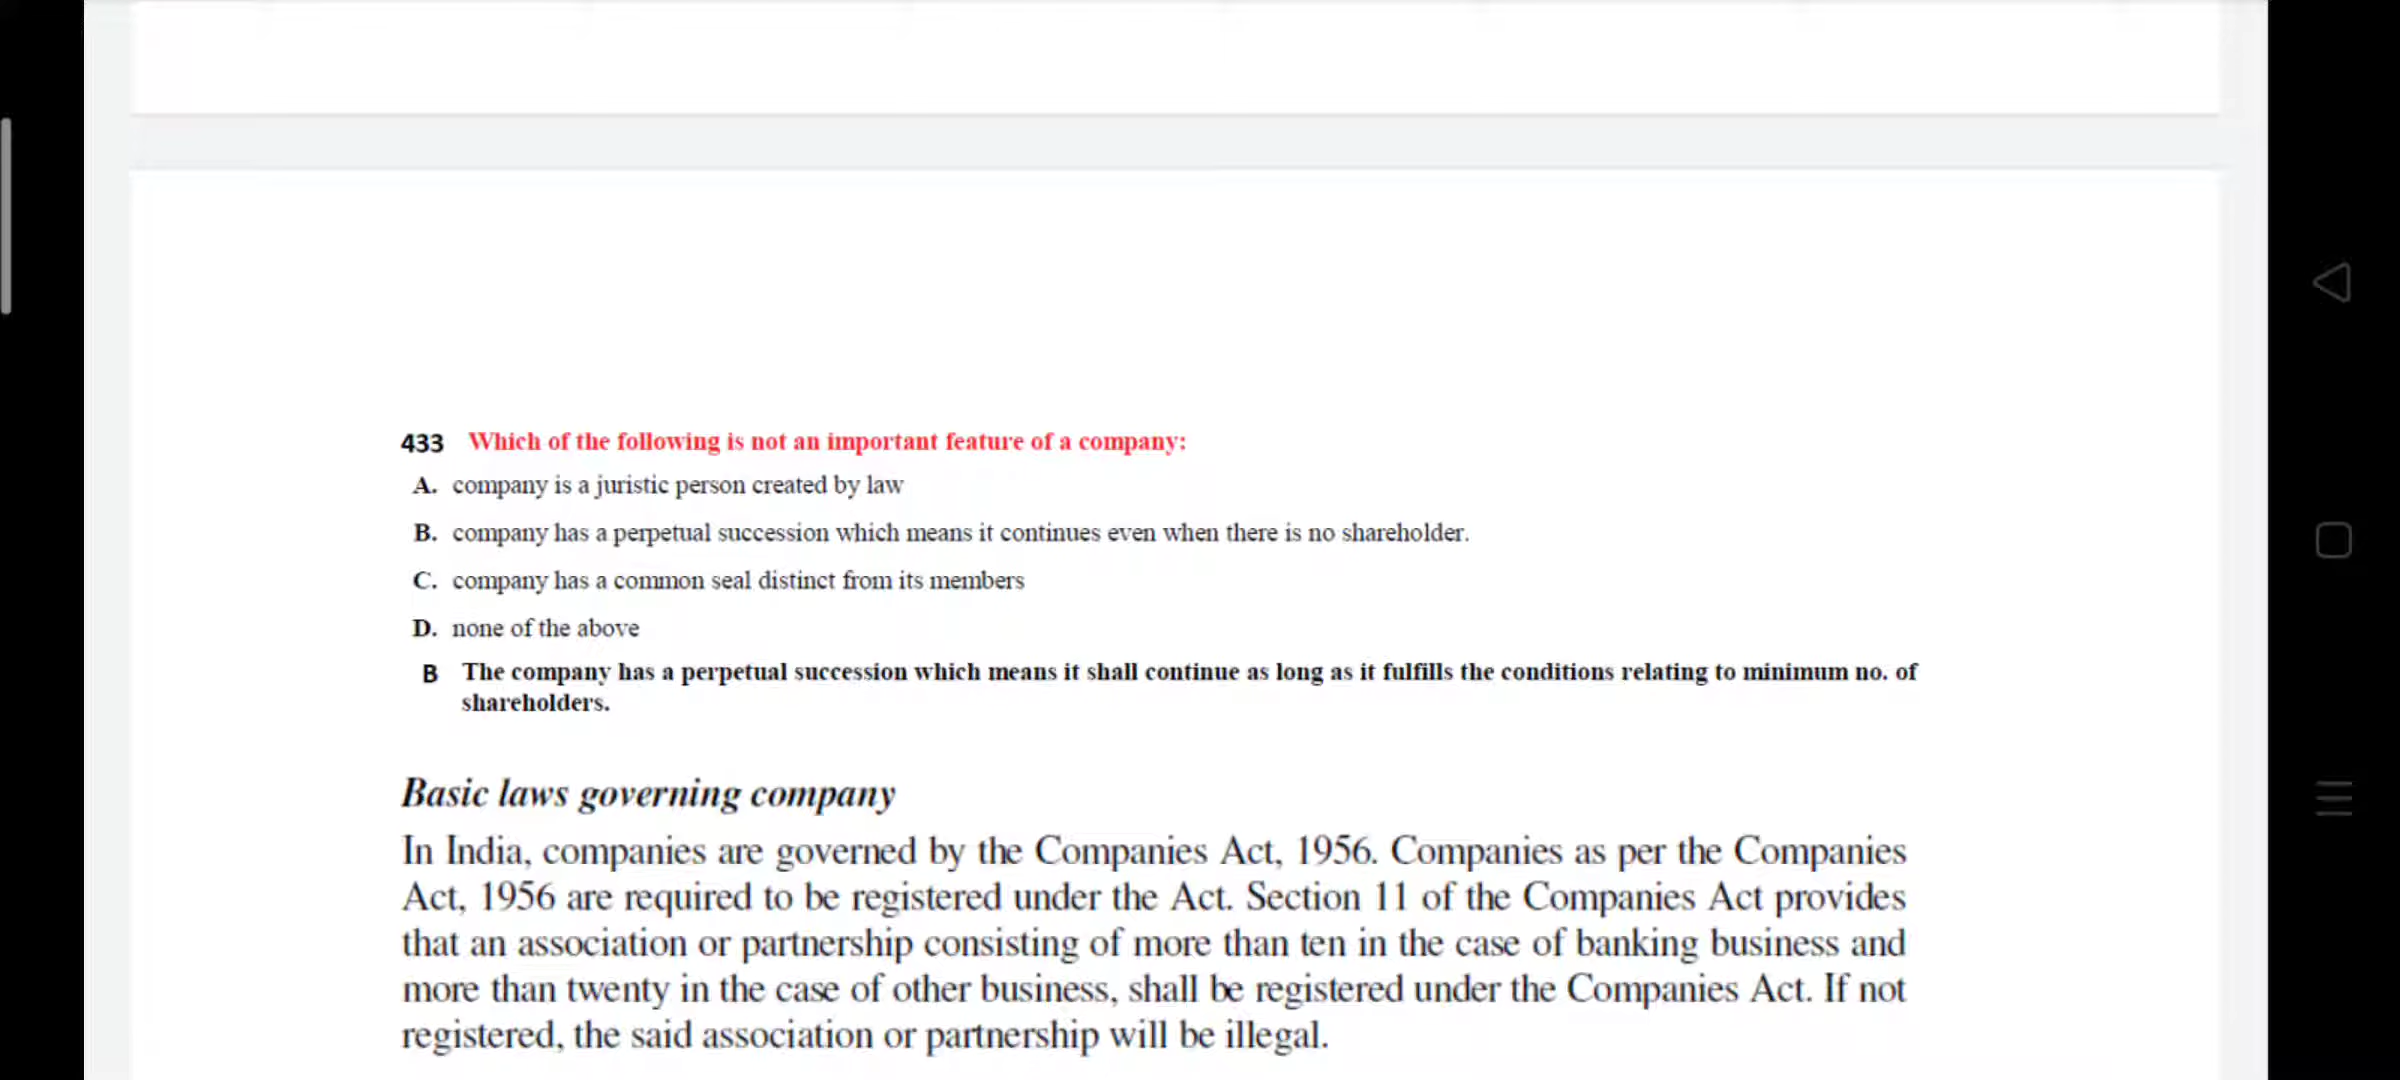 433 Which of the following is not an important feature of a company:
A. company is a juristic person created by law
B. company has a perpetual succession which means it continues even when there is no shareholder.
C. company has a common seal distinct from its members
D. none of the above
B The company has a perpetual succession which means it shall continue as long as it fulfills the conditions relating to minimum no. of
shareholders.
Basic laws governing company
In India, companies are governed by the Companies Act, 1956. Companies as per the Companies
Act, 1956 are required to be registered under the Act. Section 11 of the Companies Act provides
that an association or partnership consisting of more than ten in the case of banking business and
more than twenty in the case of other business, shall be registered under the Companies Act. If not
registered, the said association or partnership will be illegal.